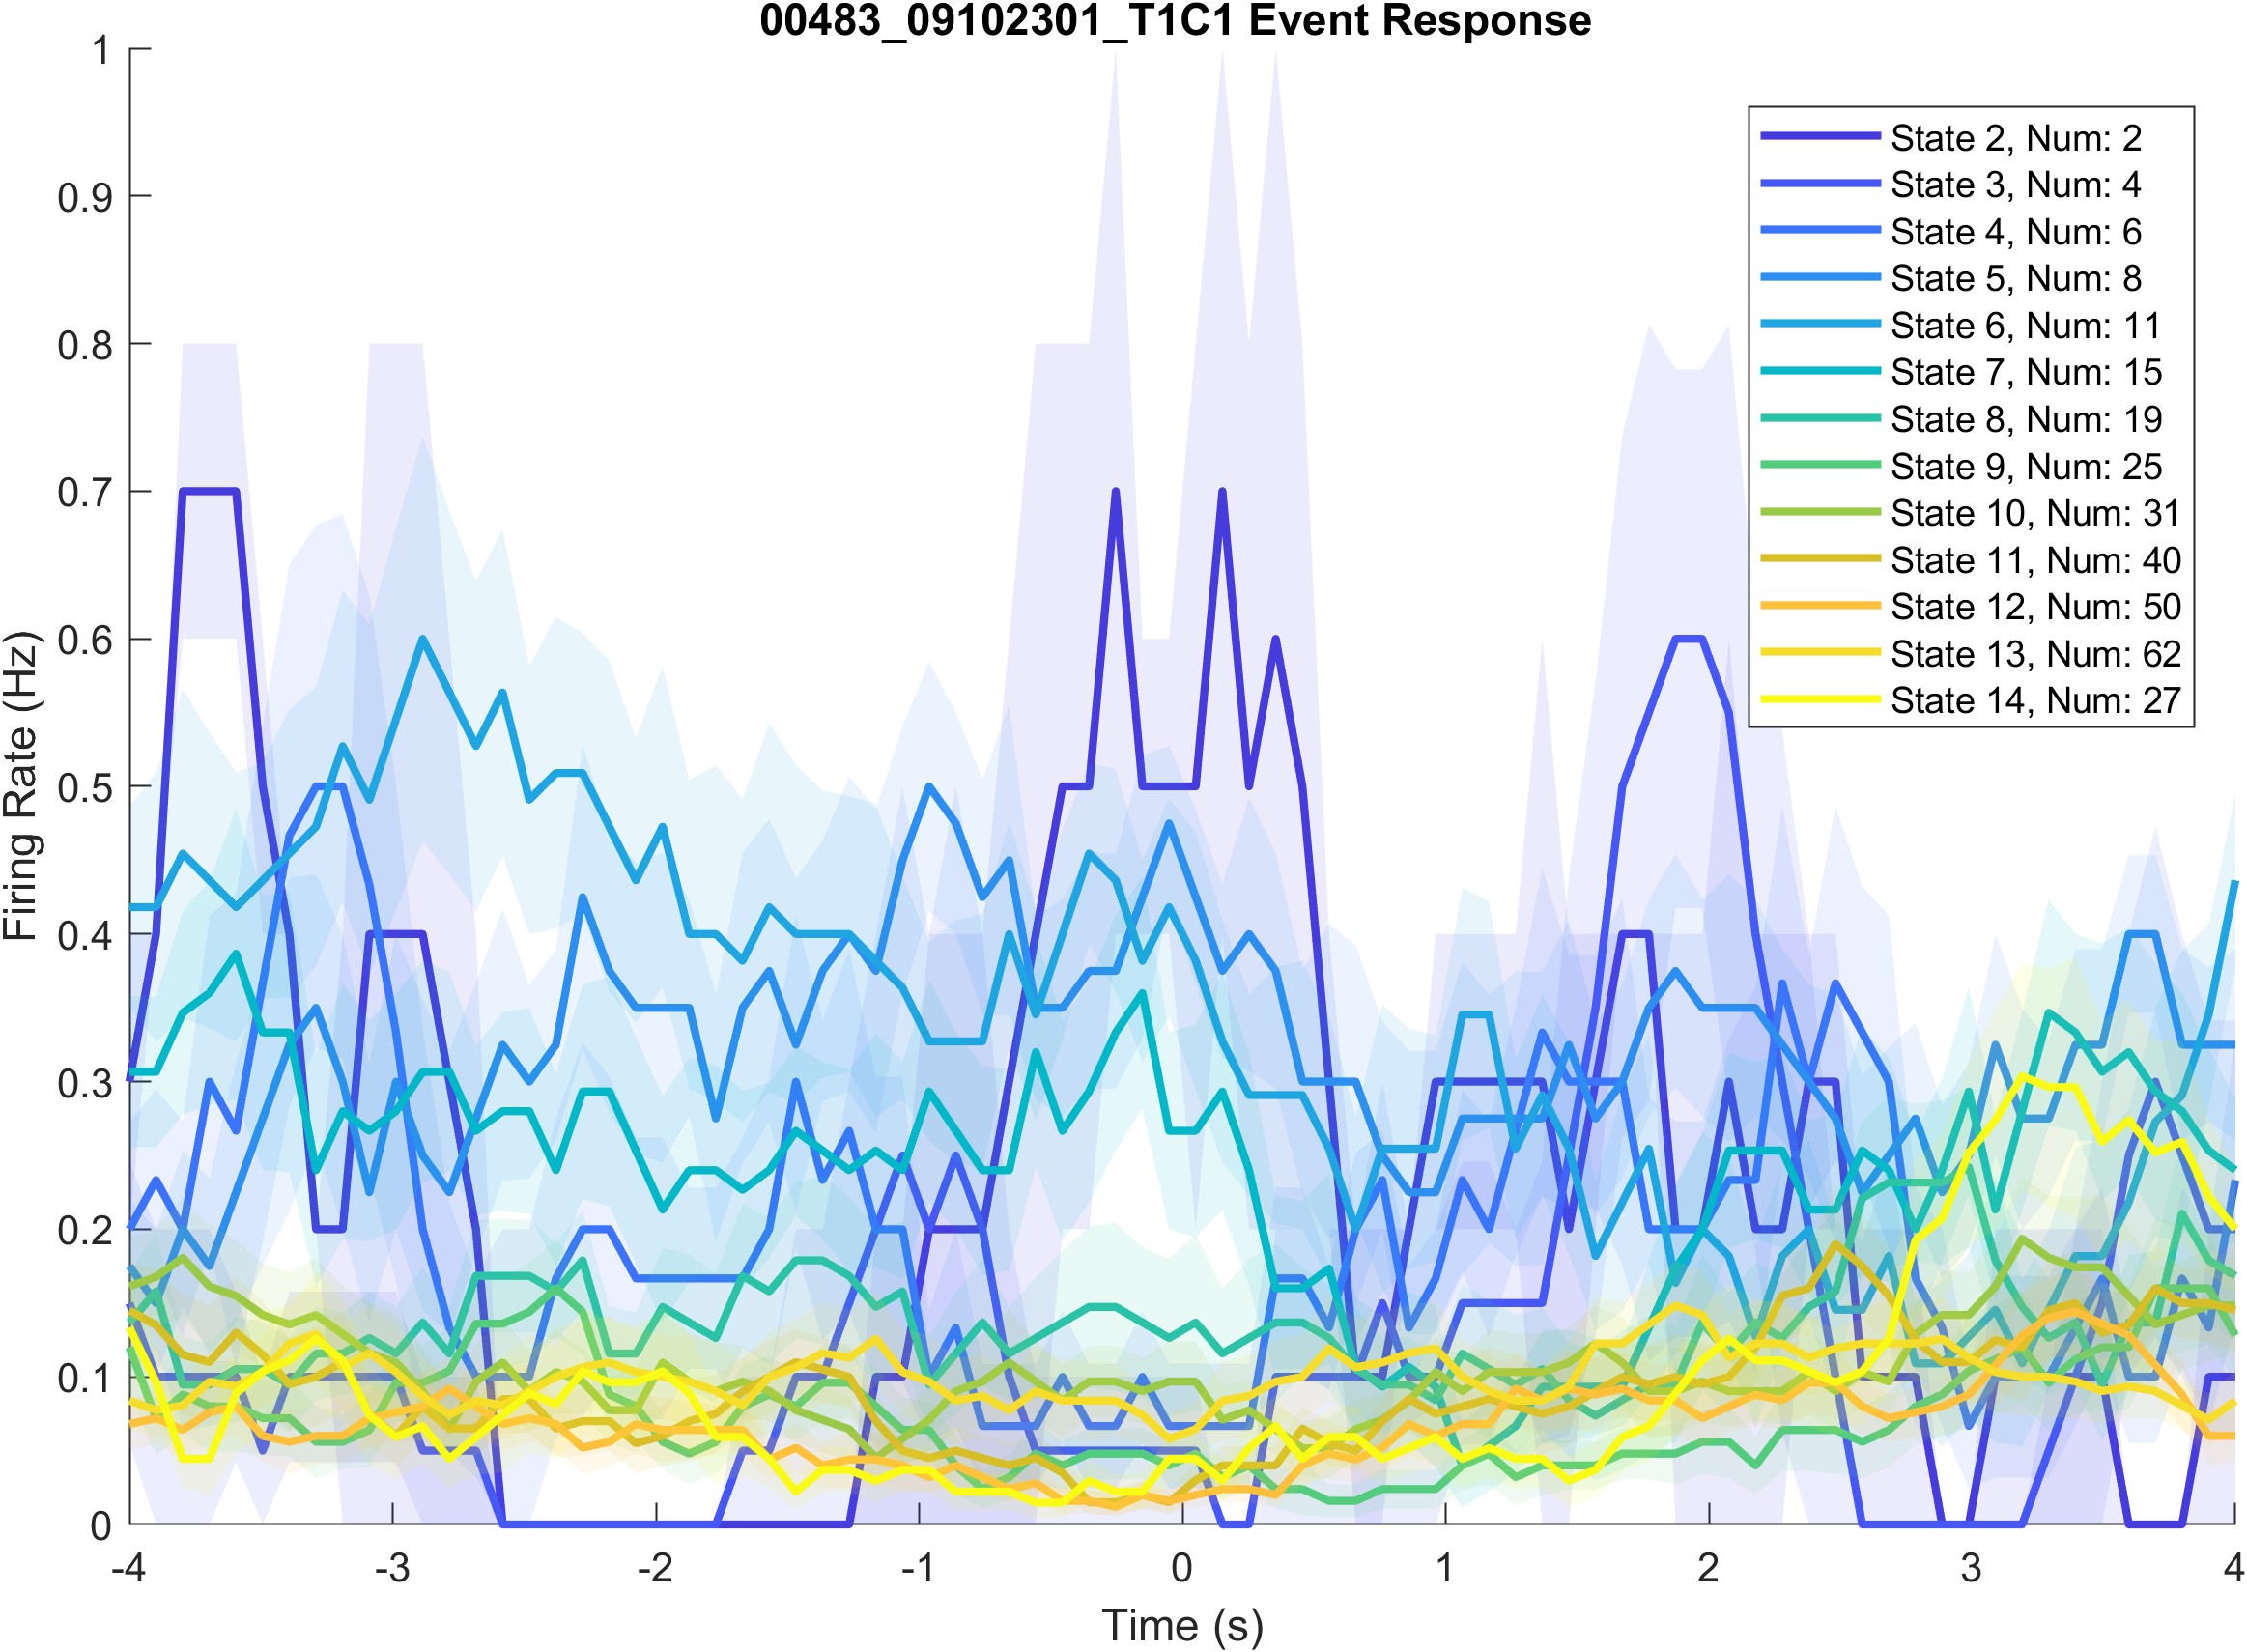 00483_09102301_T1C1 Event Response
1
0.9
0.8
0.7
0.6
0.5
0.4
0.3
0.2
0.1
0
Firing Rate (Hz)
State 2, Num: 2
State 3, Num: 4
State 4, Num: 6
State 5, Num: 8
State 6, Num: 11
State 7, Num: 15
State 8, Num: 19
State 9, Num: 25
State 10, Num: 31
State 11, Num: 40
State 12, Num: 50
State 13, Num: 62
State 14, Num: 27
-4 -3 -2 -1 0 1 2 3 4
Time (s)